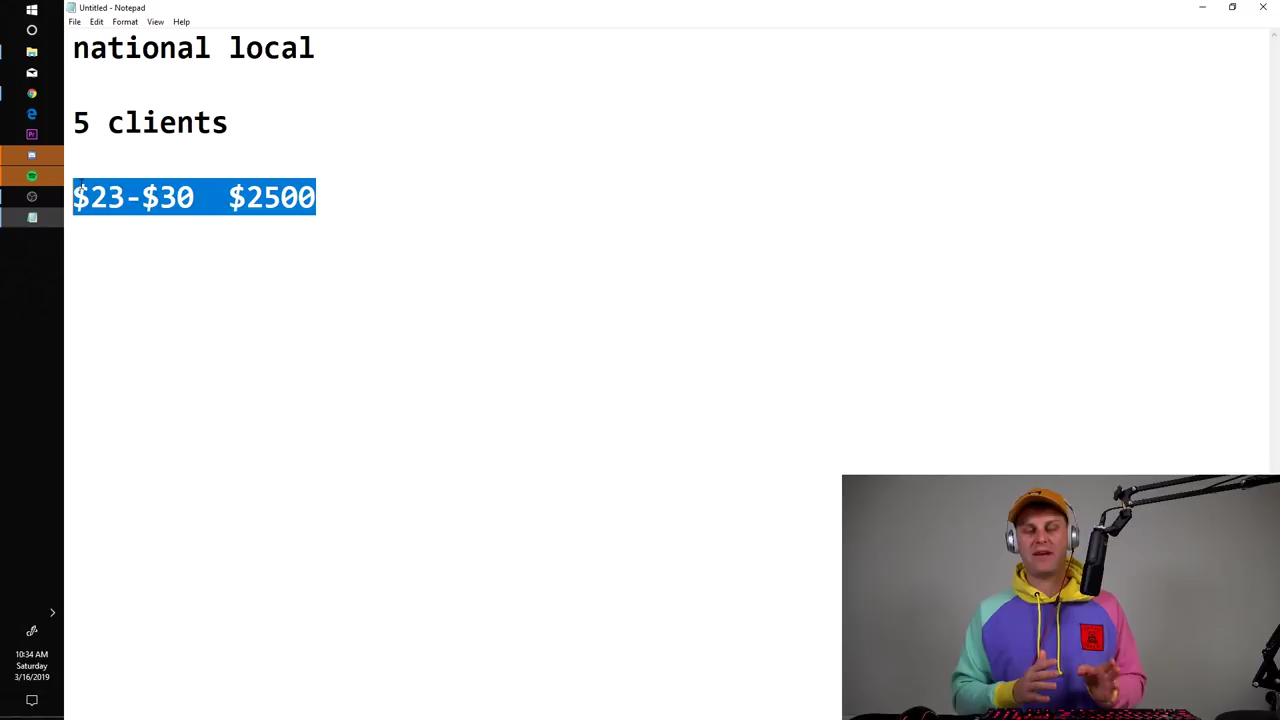 Untitled - Notepad
File Edit Format View Help
national local
5 clients
$23-$30 $2500
10:34 AM
Saturday
3/16/2019